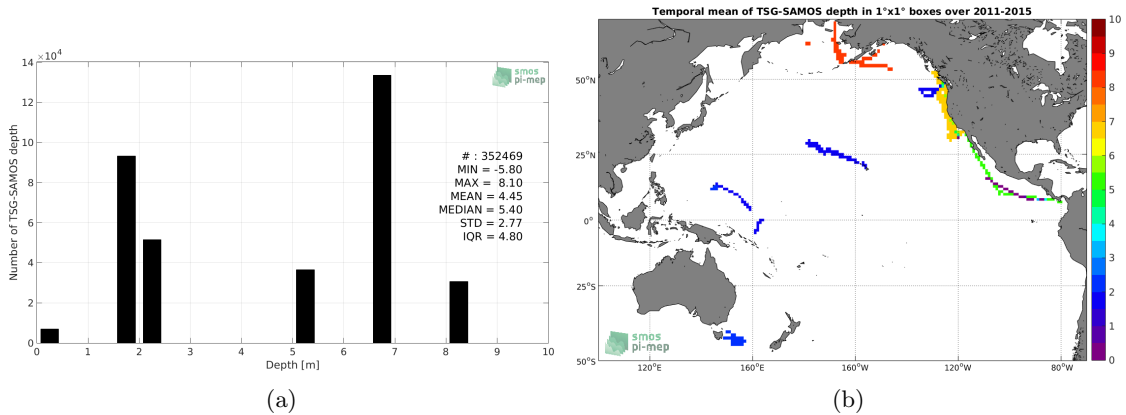 ×10⁴
14
12
10
8
6
4
2
0
Number of TSG-SAMOS depth
smos
pi-mep
# : 352469
MIN = -5.80
MAX = 8.10
MEAN = 4.45
MEDIAN = 5.40
STD = 2.77
IQR = 4.80
0 1 2 3 4 5 6 7 8 9 10
Depth [m]
(a)
Temporal mean of TSG-SAMOS depth in 1°x1° boxes over 2011-2015
50°N
25°N
0°
25°S
50°S
smos
pi-mep
120°E 160°E 160°W 120°W 80°W
10
9
8
7
6
5
4
3
2
1
0
(b)